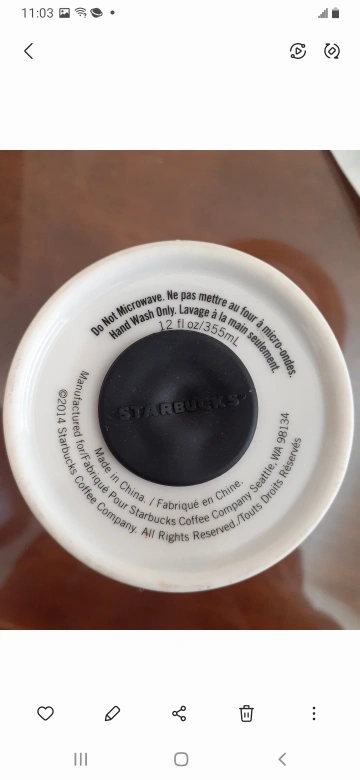 11:03
Do Not Microwave. Ne pas mettre au four à micro-ondes.
Hand Wash Only. Lavage à la main seulement.
12 fl oz/355mL
STARBUCKS
Made in China. / Fabriqué en Chine.
Manufactured for/Fabriqué Pour Starbucks Coffee Company Seattle, WA 98134
©2014 Starbucks Coffee Company. All Rights Reserved./Touts Droits Réservés